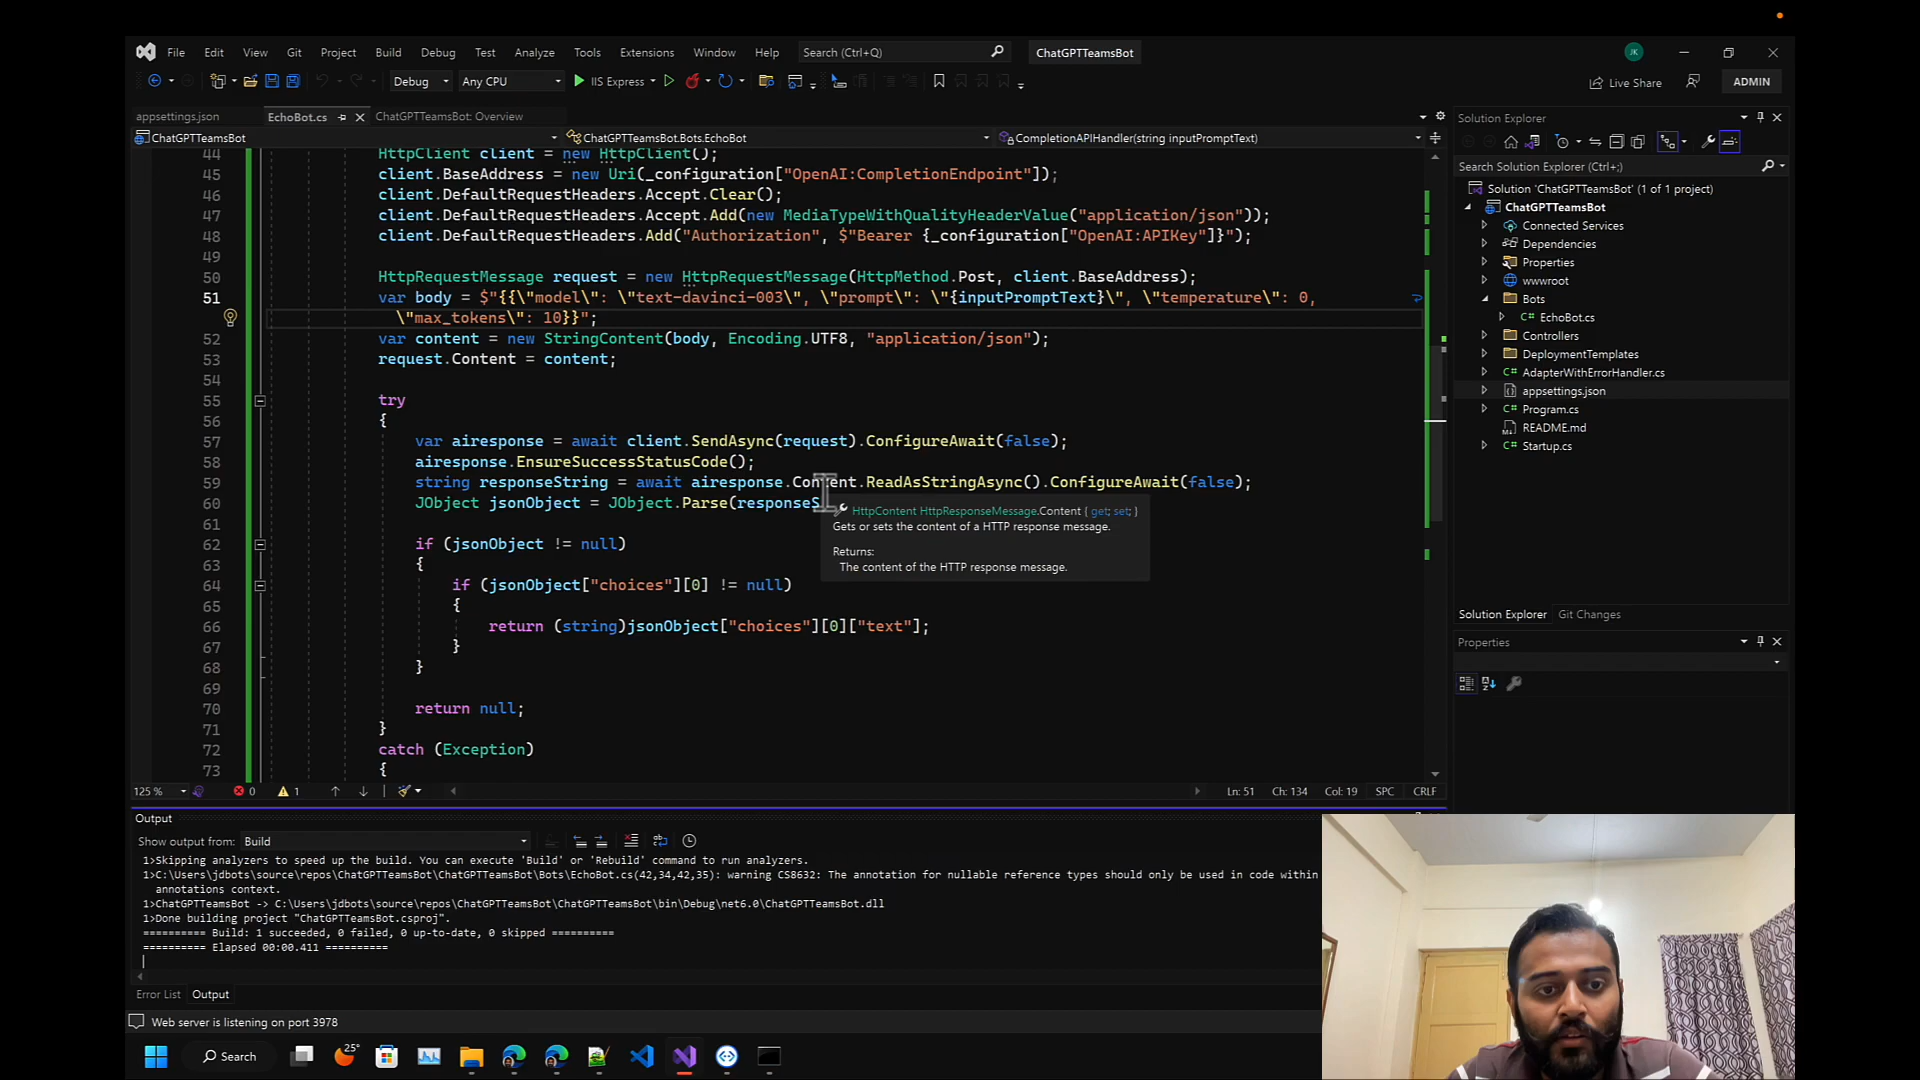 File Edit View Git Project Build Debug Test Analyze Tools Extensions Window Help Search (Ctrl+Q) ChatGPTTeamsBot JK
Debug Any CPU IIS Express Live Share ADMIN
appsettings.json EchoBot.cs ChatGPTTeamsBot: Overview
ChatGPTTeamsBot ChatGPTTeamsBot.Bots.EchoBot CompletionAPIHandler(string inputPromptText)
44 HttpClient client = new HttpClient();
45 client.BaseAddress = new Uri(_configuration["OpenAI:CompletionEndpoint"]);
46 client.DefaultRequestHeaders.Accept.Clear();
47 client.DefaultRequestHeaders.Accept.Add(new MediaTypeWithQualityHeaderValue("application/json"));
48 client.DefaultRequestHeaders.Add("Authorization", $"Bearer {_configuration["OpenAI:APIKey"]}");
49
50 HttpRequestMessage request = new HttpRequestMessage(HttpMethod.Post, client.BaseAddress);
51 var body = $"{{\"model\": \"text-davinci-003\", \"prompt\": \"{inputPromptText}\", \"temperature\": 0,
\"max_tokens\": 10}}";
52 var content = new StringContent(body, Encoding.UTF8, "application/json");
53 request.Content = content;
54
55 try
56 {
57 var airesponse = await client.SendAsync(request).ConfigureAwait(false);
58 airesponse.EnsureSuccessStatusCode();
59 string responseString = await airesponse.Content.ReadAsStringAsync().ConfigureAwait(false);
60 JObject jsonObject = JObject.Parse(responseS
HttpContent HttpResponseMessage.Content { get; set; }
Gets or sets the content of a HTTP response message.
Returns:
The content of the HTTP response message.
61
62 if (jsonObject != null)
63 {
64 if (jsonObject["choices"][0] != null)
65 {
66 return (string)jsonObject["choices"][0]["text"];
67 }
68 }
69
70 return null;
71 }
72 catch (Exception)
73 {
125 % 0 1 Ln: 51 Ch: 134 Col: 19 SPC CRLF
Output
Show output from: Build
1>Skipping analyzers to speed up the build. You can execute 'Build' or 'Rebuild' command to run analyzers.
1>C:\Users\jdbots\source\repos\ChatGPTTeamsBot\ChatGPTTeamsBot\Bots\EchoBot.cs(42,34,42,35): warning CS8632: The annotation for nullable reference types should only be used in code within
annotations context.
1>ChatGPTTeamsBot -> C:\Users\jdbots\source\repos\ChatGPTTeamsBot\ChatGPTTeamsBot\bin\Debug\net6.0\ChatGPTTeamsBot.dll
1>Done building project "ChatGPTTeamsBot.csproj".
========== Build: 1 succeeded, 0 failed, 0 up-to-date, 0 skipped ==========
========== Elapsed 00:00.411 ==========
Error List Output
Web server is listening on port 3978
Search 25°
Solution Explorer
Search Solution Explorer (Ctrl+;)
Solution 'ChatGPTTeamsBot' (1 of 1 project)
ChatGPTTeamsBot
Connected Services
Dependencies
Properties
wwwroot
Bots
C# EchoBot.cs
Controllers
DeploymentTemplates
C# AdapterWithErrorHandler.cs
appsettings.json
C# Program.cs
README.md
C# Startup.cs
Solution Explorer Git Changes
Properties